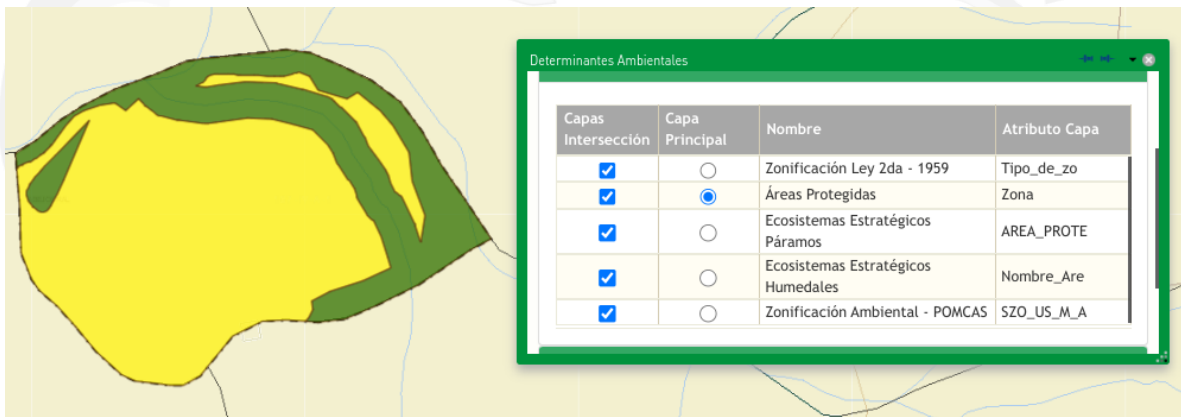 Determinantes Ambientales
Capas
Intersección
Capa
Principal
Nombre
Atributo Capa
Zonificación Ley 2da - 1959
Tipo_de_zo
Áreas Protegidas
Zona
Ecosistemas Estratégicos
Páramos
AREA_PROTE
Ecosistemas Estratégicos
Humedales
Nombre_Are
Zonificación Ambiental - POMCAS
SZO_US_M_A